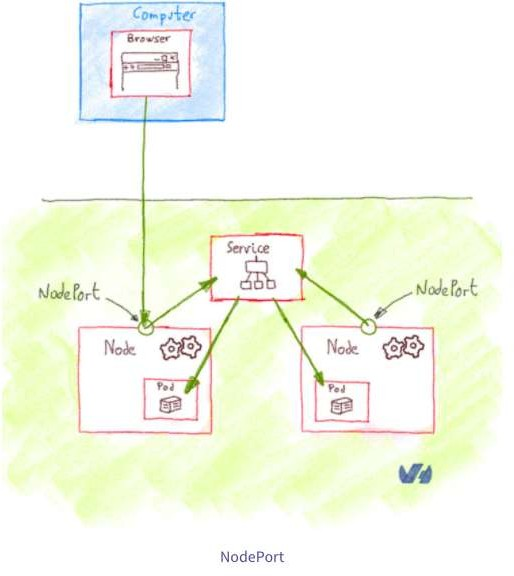 Computer
Browser
Service
NodePort
NodePort
Node
Node
Pod
Pod
NodePort